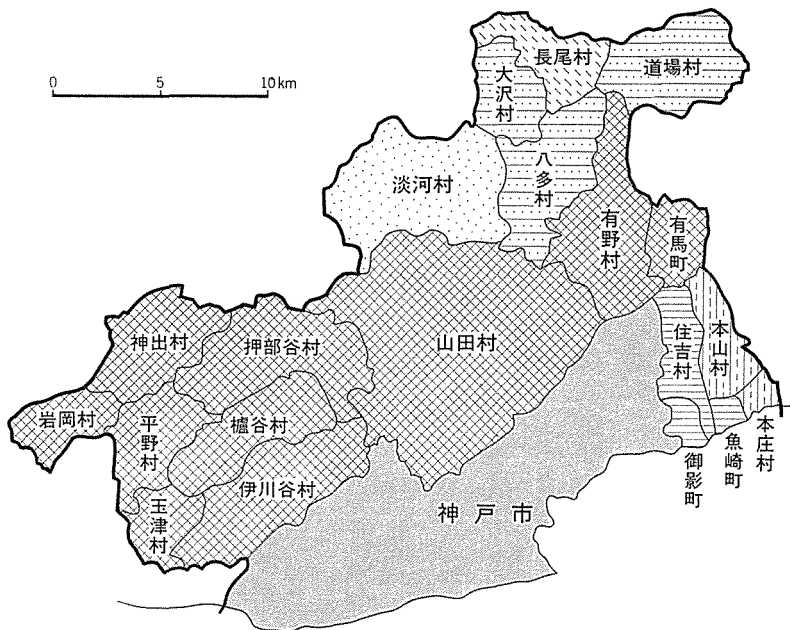 0 5 10km
長尾村
道場村
大沢村
八多村
淡河村
有野村
有馬町
神出村
押部谷村
山田村
住吉村
本山村
岩岡村
平野村
櫨谷村
伊川谷村
玉津村
神戸市
御影町
魚崎町
本庄村